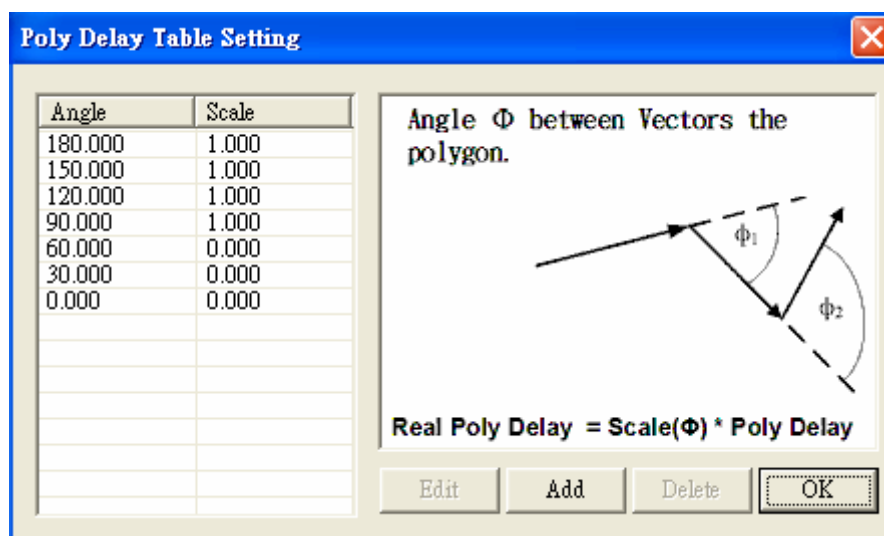 Poly Delay Table Setting
Angle Scale
180.000 1.000
150.000 1.000
120.000 1.000
90.000 1.000
60.000 0.000
30.000 0.000
0.000 0.000
Angle Φ between Vectors the
polygon.
ϕ1
ϕ2
Real Poly Delay = Scale(Φ) * Poly Delay
Edit Add Delete OK